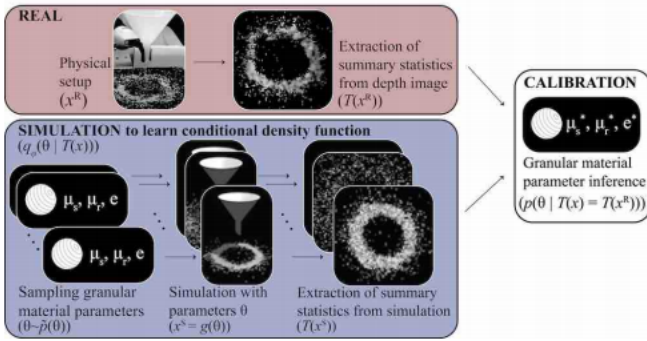 REAL
Physical
setup
(x^R)
Extraction of
summary statistics
from depth image
(T(x^R))
SIMULATION to learn conditional density function
(q_φ(θ | T(x)))
μ_s, μ_r, e
μ_s, μ_r, e
Sampling granular
material parameters
(θ~p̃(θ))
Simulation with
parameters θ
(x^S = g(θ))
Extraction of summary
statistics from simulation
(T(x^S))
CALIBRATION
μ_s^*, μ_r^*, e^*
Granular material
parameter inference
(p(θ | T(x) = T(x^R)))